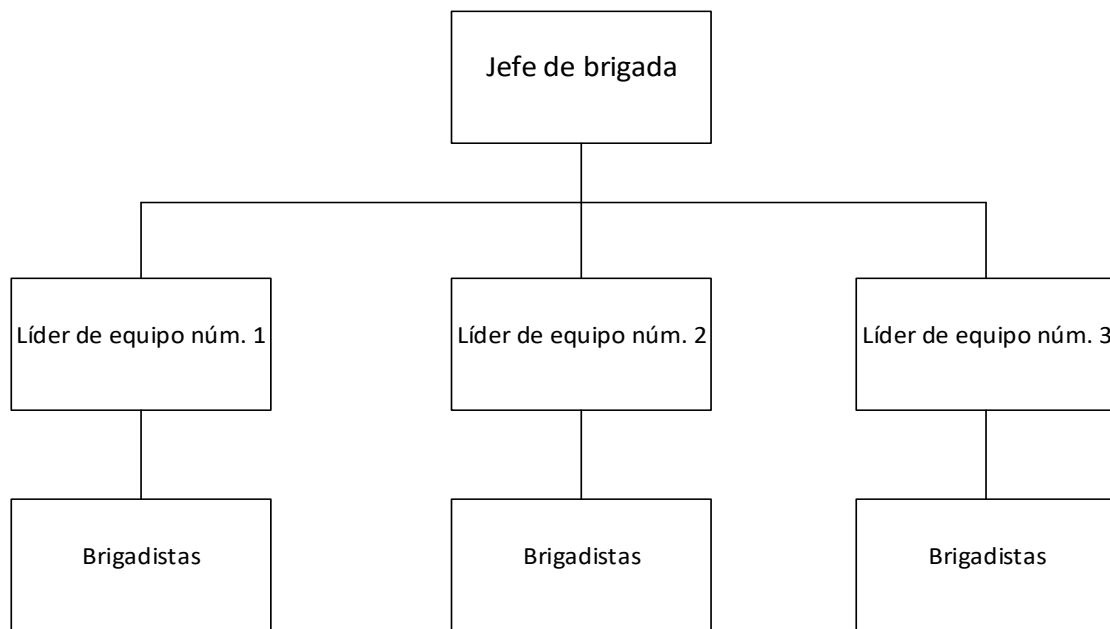 Jefe de brigada
Líder de equipo núm. 1
Líder de equipo núm. 2
Líder de equipo núm. 3
Brigadistas
Brigadistas
Brigadistas